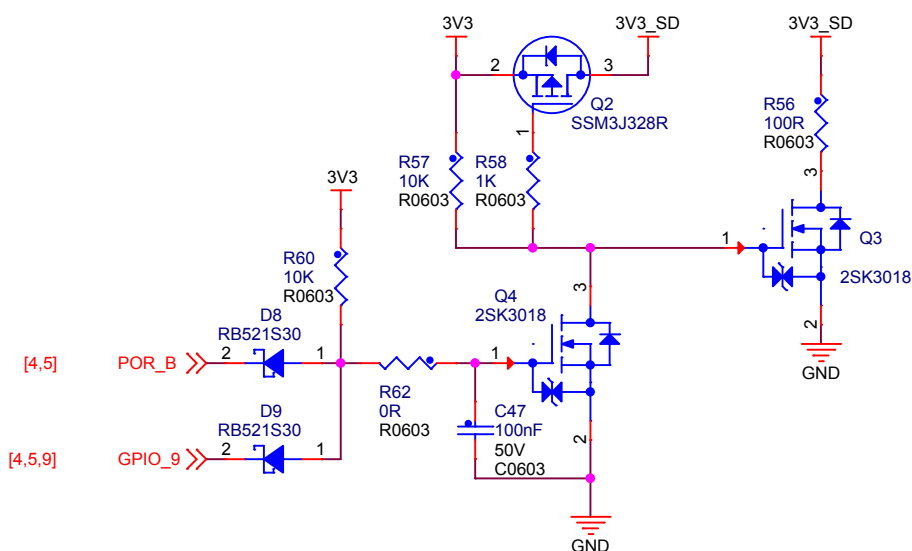 3V3
3V3_SD
3V3_SD
2
3
Q2
SSM3J328R
1
R56
100R
R0603
R57
10K
R0603
R58
1K
R0603
3
3V3
1
Q3
2SK3018
R60
10K
R0603
Q4
2SK3018
3
2
GND
D8
RB521S30
[4,5]
POR_B
2
1
1
R62
0R
R0603
C47
100nF
50V
C0603
2
D9
RB521S30
[4,5,9]
GPIO_9
2
1
GND